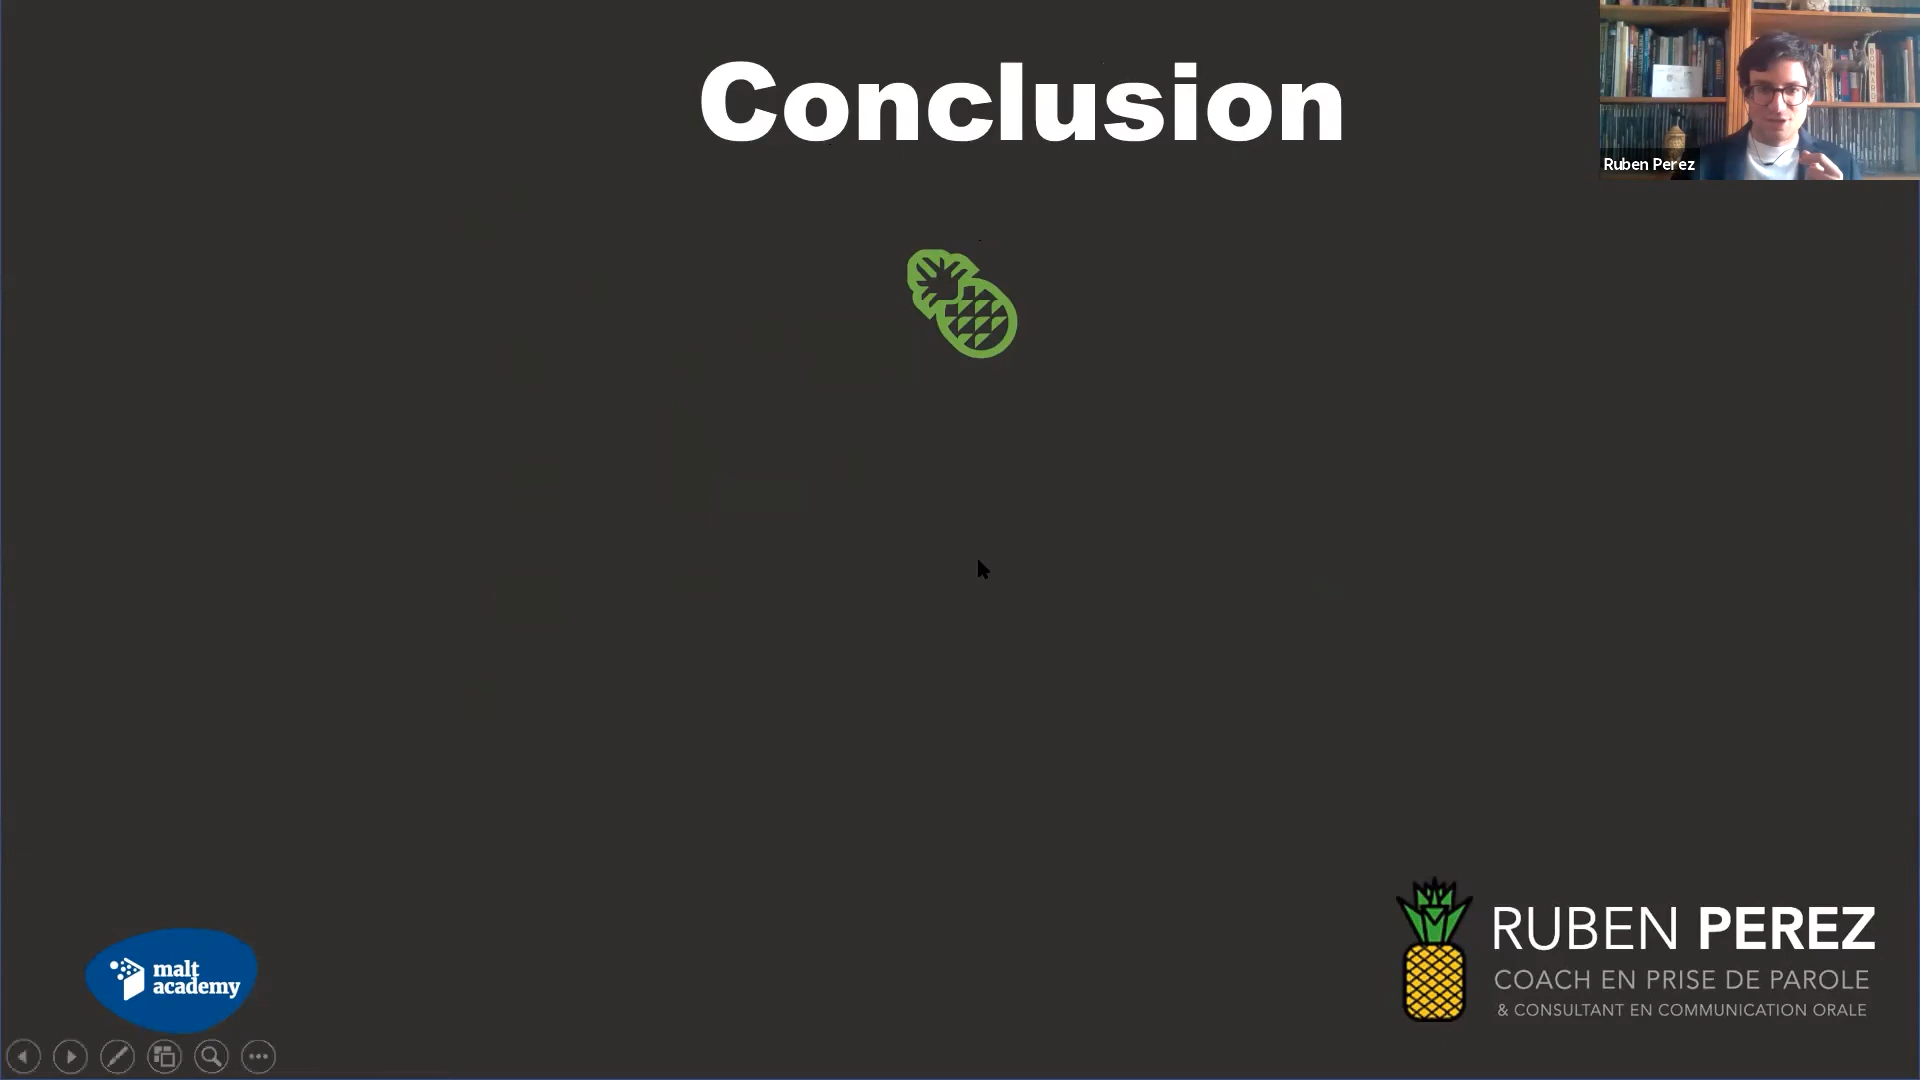 Conclusion
Ruben Perez
RUBEN PEREZ
COACH EN PRISE DE PAROLE
& CONSULTANT EN COMMUNICATION ORALE
malt
academy